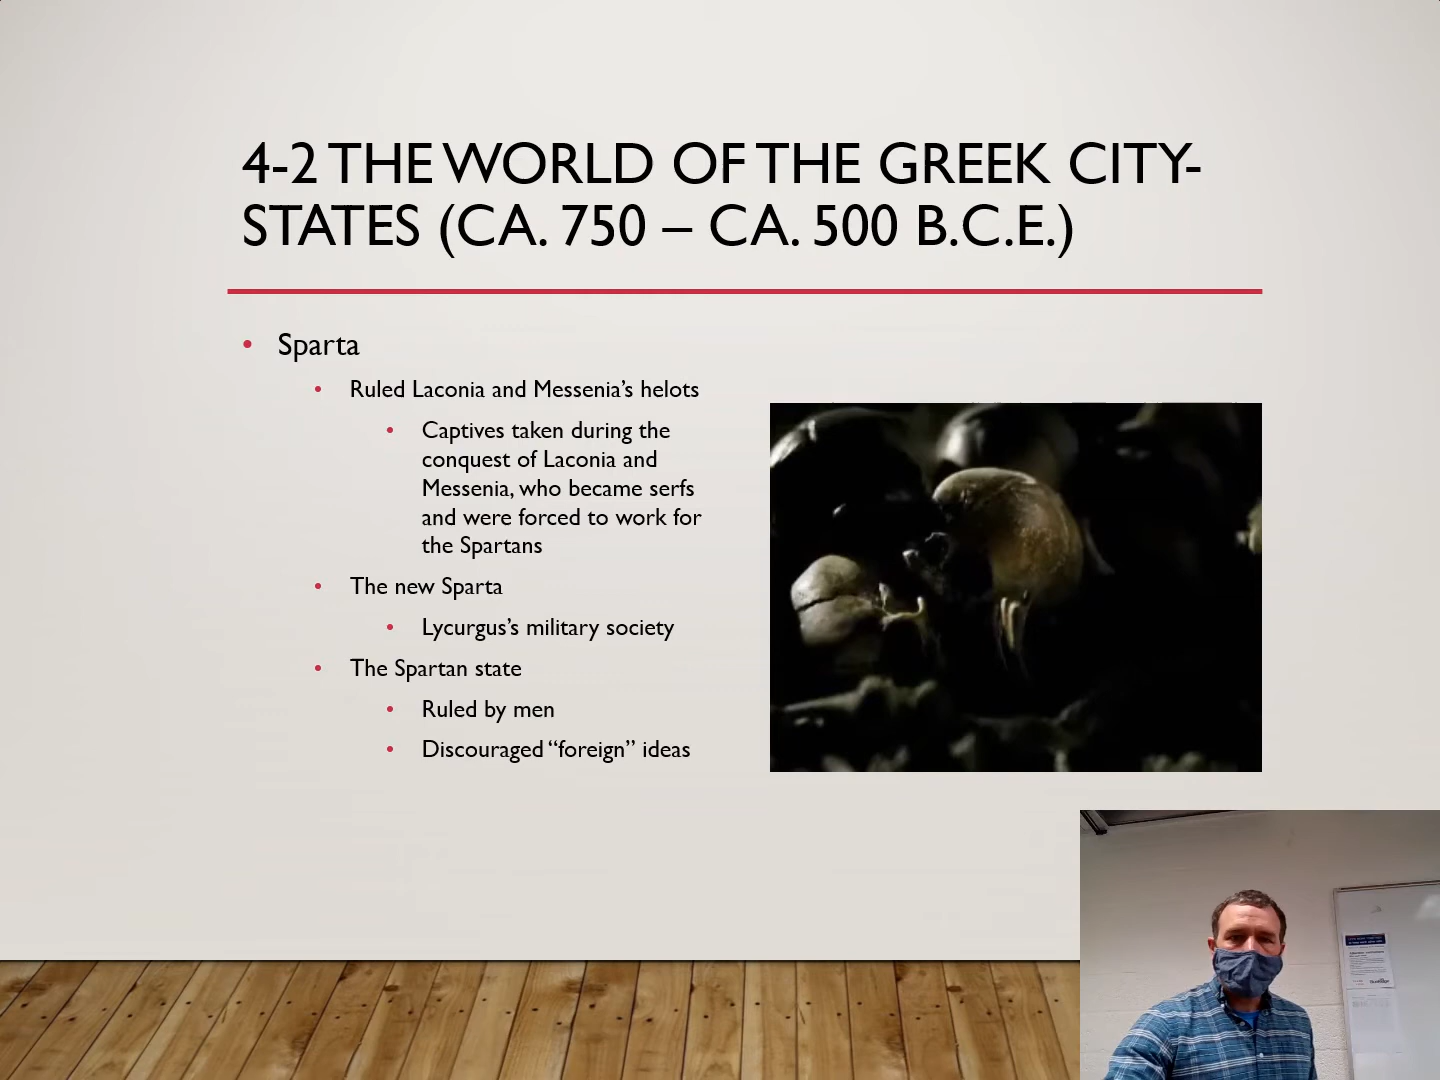 4-2 THE WORLD OF THE GREEK CITY-
STATES (CA. 750 – CA. 500 B.C.E.)
• Sparta
• Ruled Laconia and Messenia’s helots
• Captives taken during the
conquest of Laconia and
Messenia, who became serfs
and were forced to work for
the Spartans
• The new Sparta
• Lycurgus’s military society
• The Spartan state
• Ruled by men
• Discouraged “foreign” ideas